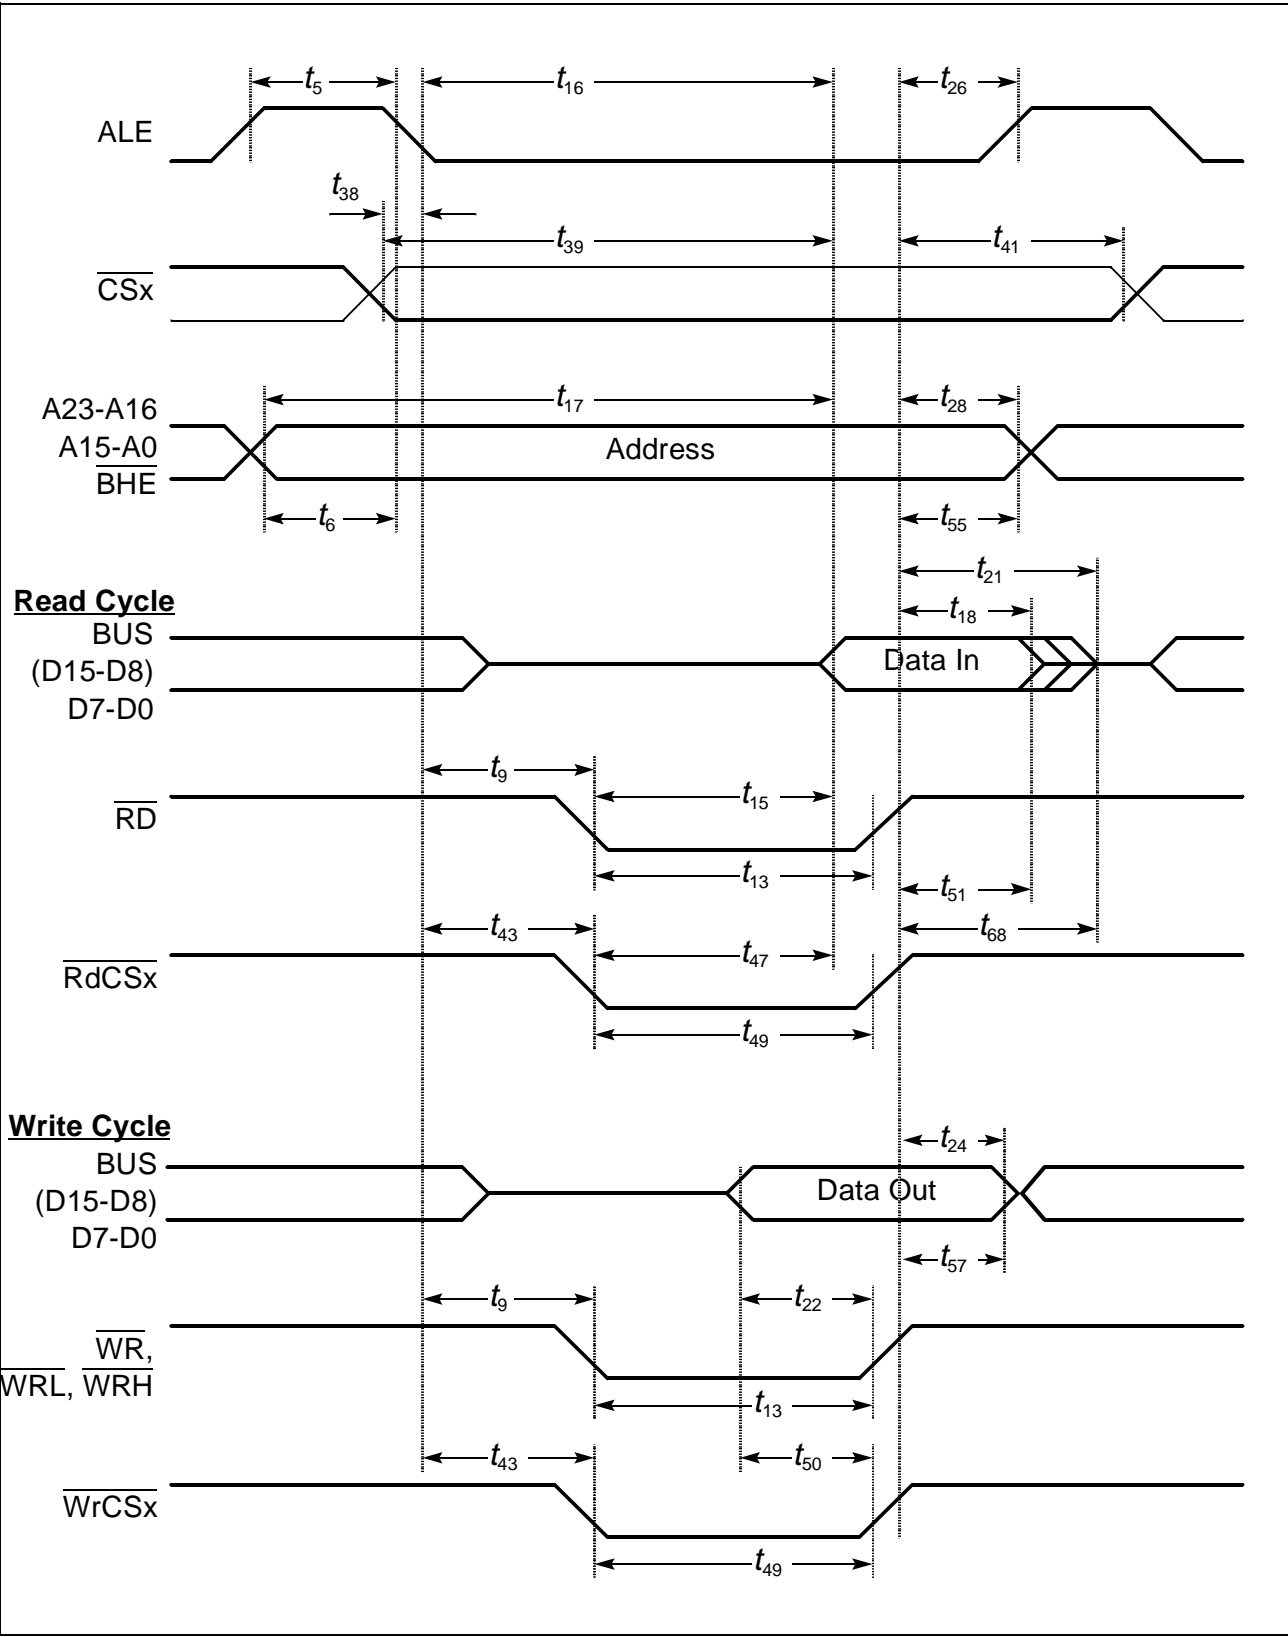 t5 t16 t26
ALE
t38
t39 t41
CSx
t17 t28
A23-A16
A15-A0 Address
BHE
t6 t55
t21
Read Cycle
t18
BUS
(D15-D8) Data In
D7-D0
t9
t15
RD
t13 t51
t43 t68
t47
RdCSx
t49
Write Cycle
t24
BUS
(D15-D8) Data Out
D7-D0
t57
t9 t22
WR,
WRL, WRH
t13
t43 t50
WrCSx
t49